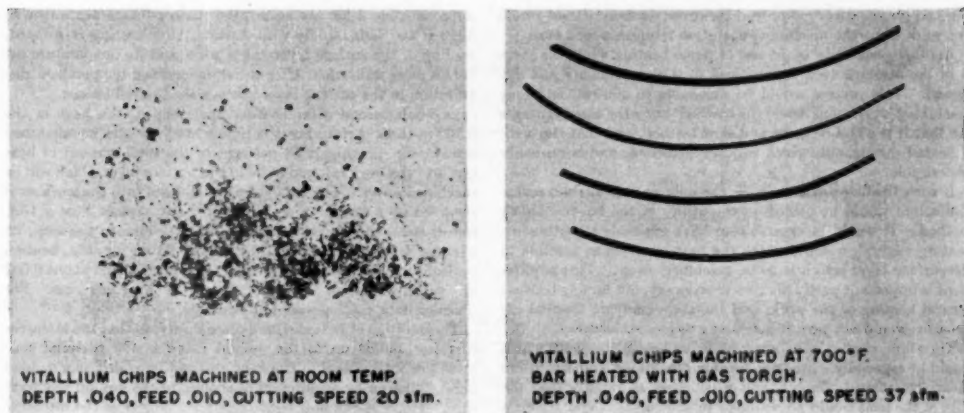 VITALLIUM CHIPS MACHINED AT ROOM TEMP.
DEPTH .040, FEED .010, CUTTING SPEED 20 sfm.
VITALLIUM CHIPS MACHINED AT 700°F.
BAR HEATED WITH GAS TORCH.
DEPTH .040, FEED .010, CUTTING SPEED 37 sfm.